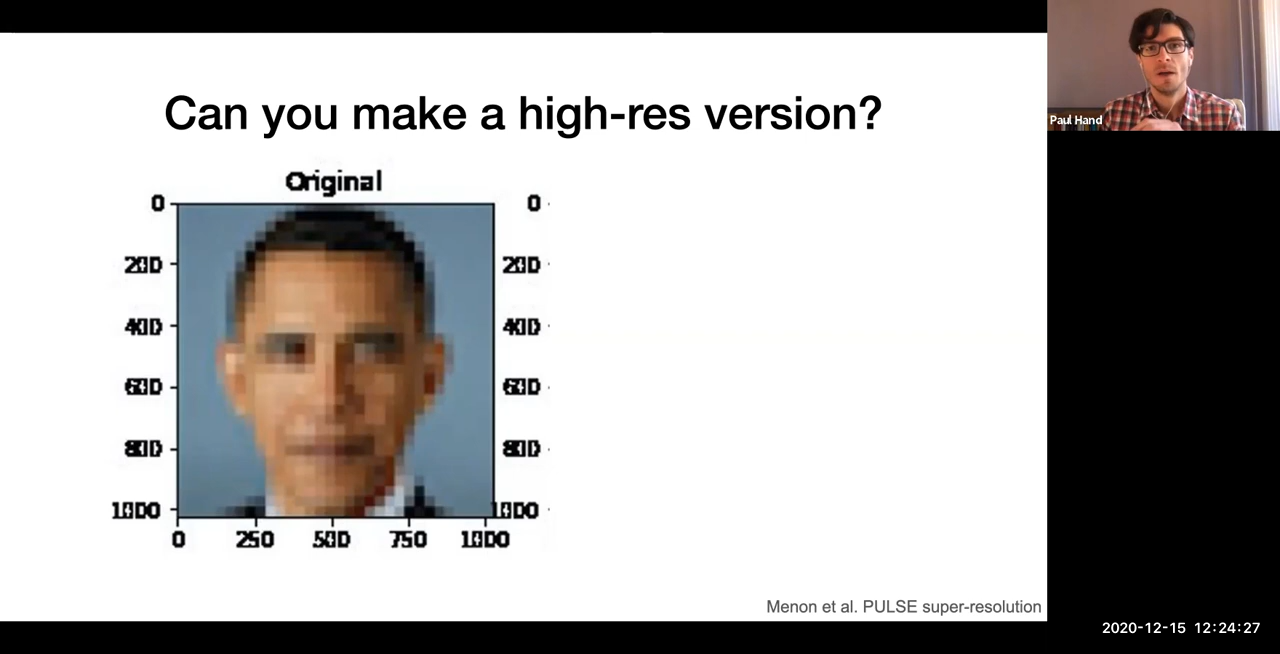 Can you make a high-res version?
Paul Hand
Original
0
200
400
600
800
1000
0
200
400
600
800
1000
0 250 500 750 1000
Menon et al. PULSE super-resolution
2020-12-15 12:24:27